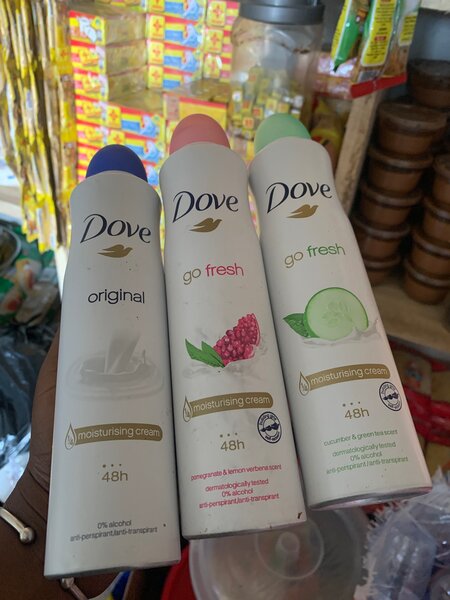 Dove
original
moisturising cream
48h
0% alcohol
anti-perspirant/anti-transpirant
Dove
go fresh
moisturising cream
48h
pomegranate & lemon verbena scent
dermatologically tested
0% alcohol
anti-perspirant/anti-transpirant
Dove
go fresh
moisturising cream
48h
cucumber & green tea scent
dermatologically tested
0% alcohol
anti-perspirant/anti-transpirant